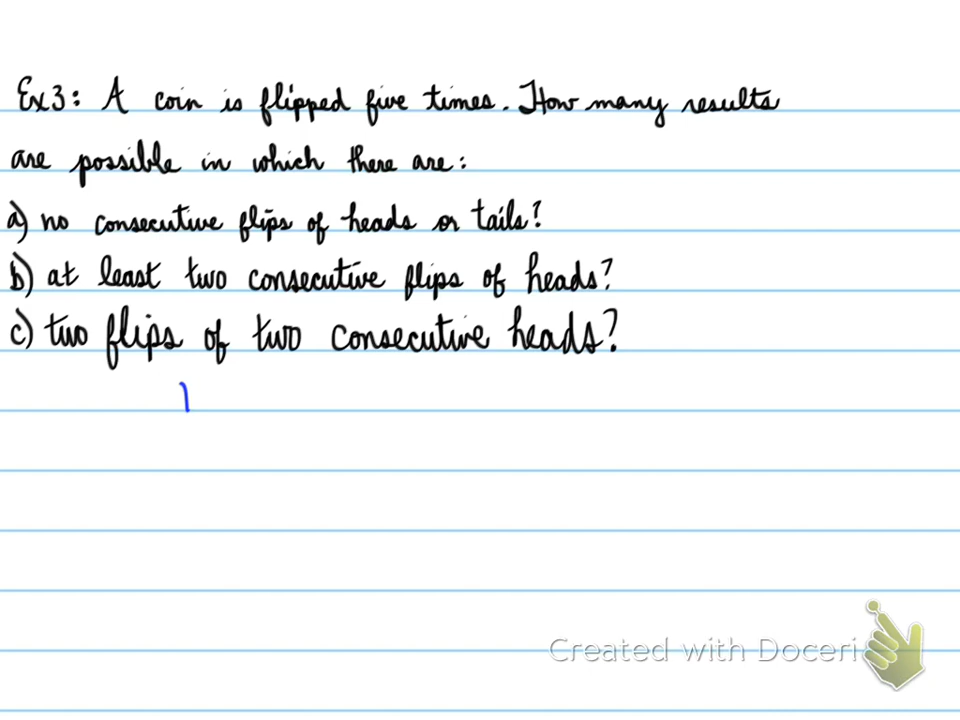 Ex3: A coin is flipped five times. How many results
are possible in which there are:
a) no consecutive flips of heads or tails?
b) at least two consecutive flips of heads?
c) two flips of two consecutive heads?
Created with Doceri